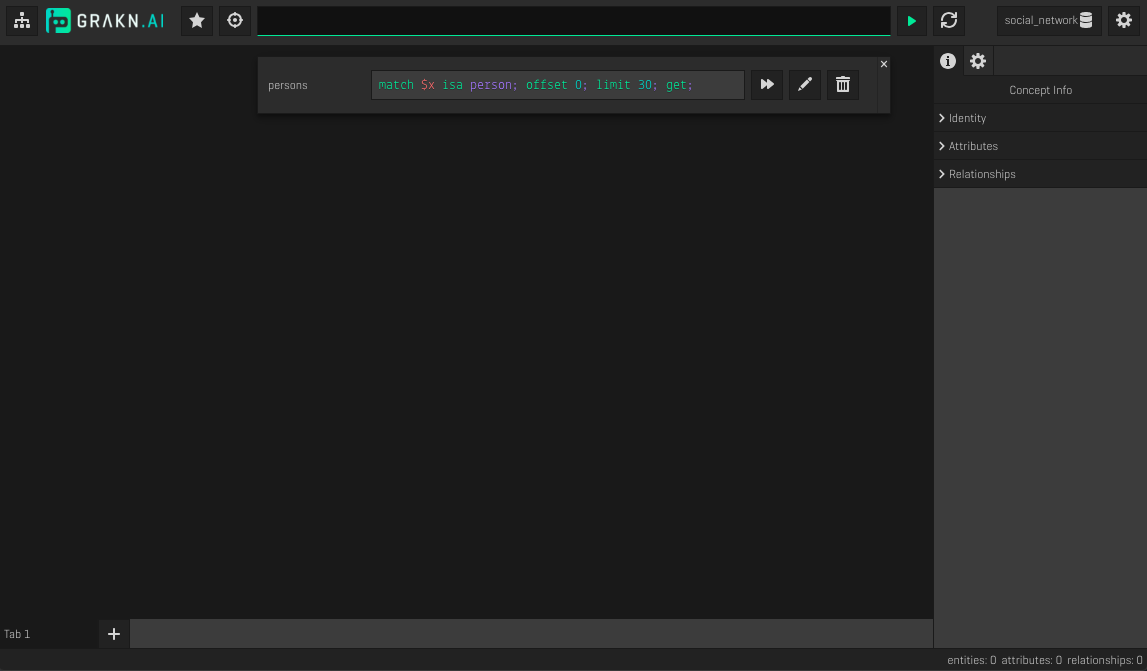 GRAKN.AI
social_network
persons
match $x isa person; offset 0; limit 30; get;
Concept Info
Identity
Attributes
Relationships
Tab 1
entities: 0 attributes: 0 relationships: 0